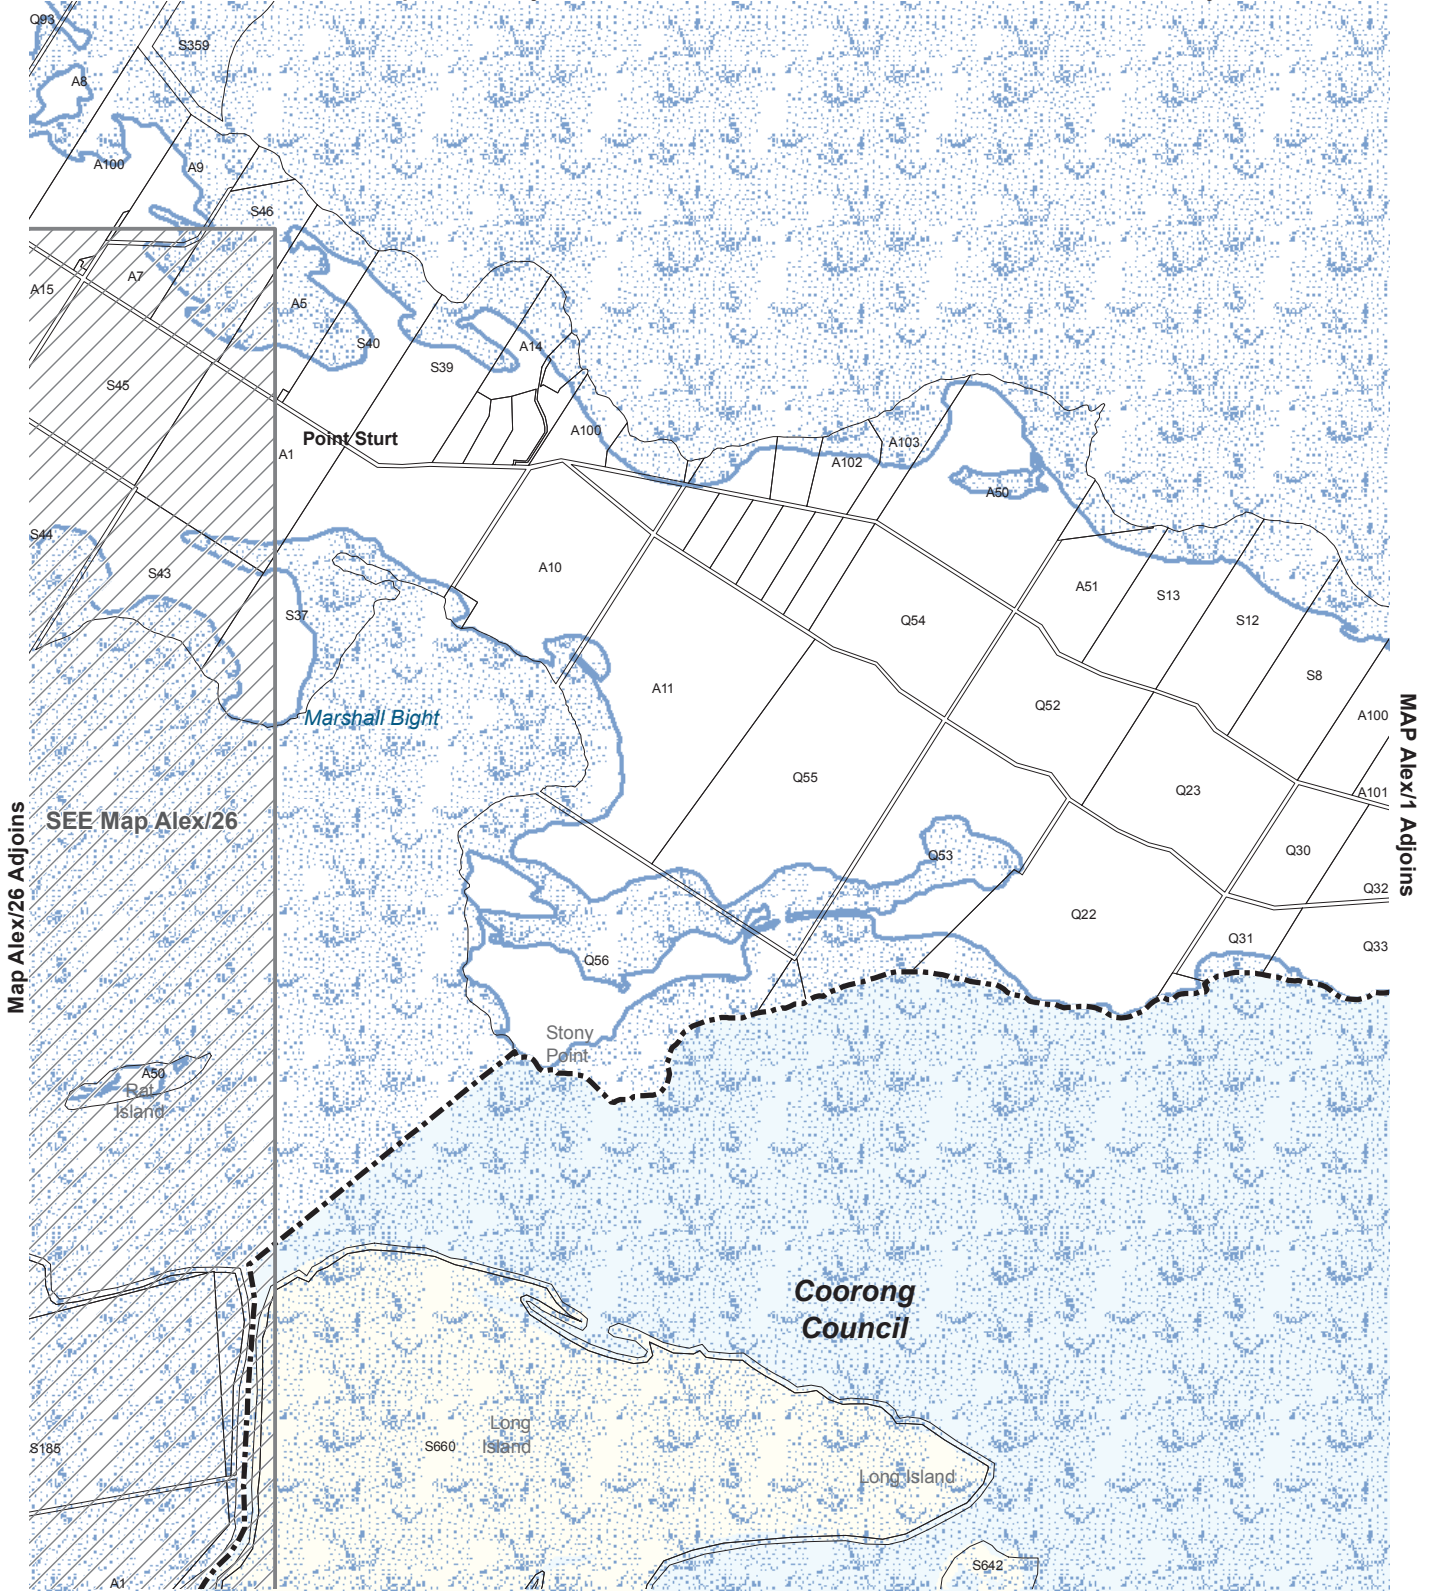 Q93
S359
A8
A100
A9
S46
A7
A15
A5
S40
A14
S39
S45
Point Sturt
A100
A103
A1
A102
A50
S44
S43
A10
S37
A51
S13
Q54
S12
S8
A11
Marshall Bight
Q52
A100
MAP Alex/1 Adjoins
Q55
Q23
A101
SEE Map Alex/26
Map Alex/26 Adjoins
Q53
Q30
Q32
Q22
Q31
Q33
Q56
Stony
Point
A50
Rat
Island
Coorong
Council
Long
Island
S660
S185
Long Island
S642
A1